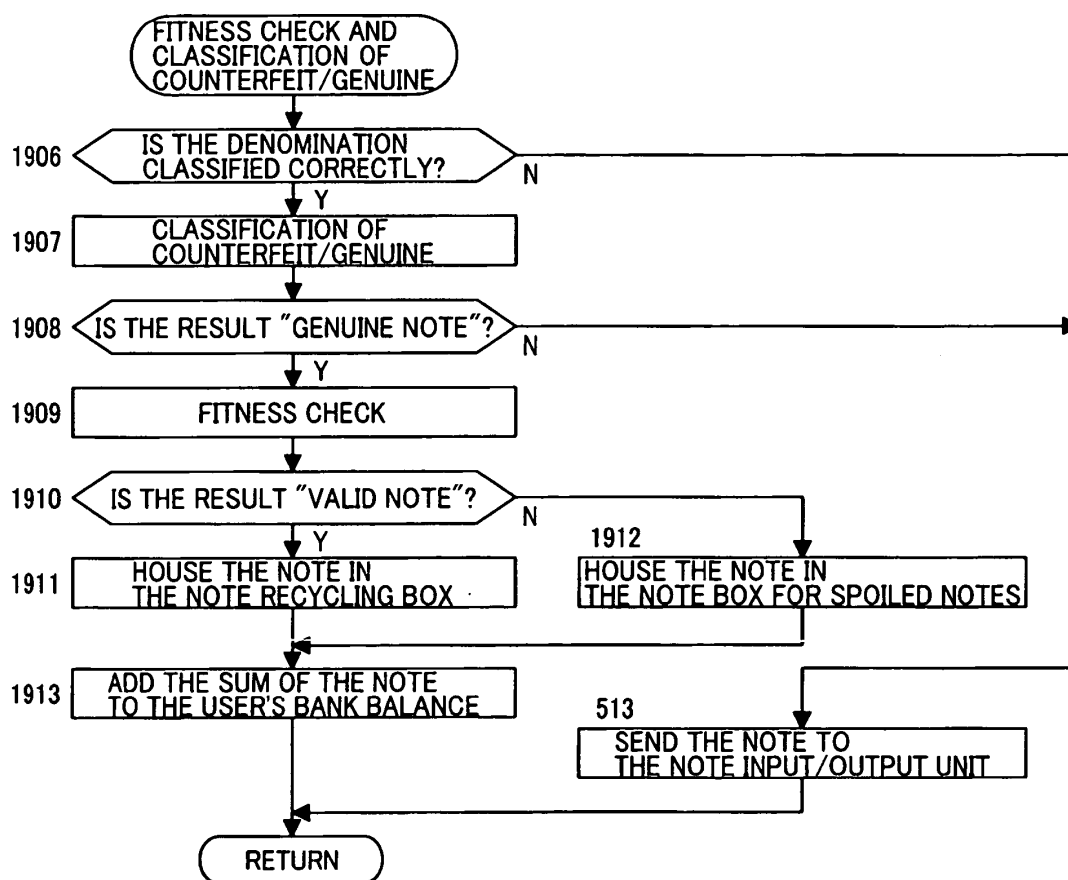 FITNESS CHECK AND
CLASSIFICATION OF
COUNTERFEIT/GENUINE
1906
IS THE DENOMINATION
CLASSIFIED CORRECTLY?
N
Y
1907
CLASSIFICATION OF
COUNTERFEIT/GENUINE
1908
IS THE RESULT "GENUINE NOTE"?
N
Y
1909
FITNESS CHECK
1910
IS THE RESULT "VALID NOTE"?
N
Y
1911
HOUSE THE NOTE IN
THE NOTE RECYCLING BOX
1912
HOUSE THE NOTE IN
THE NOTE BOX FOR SPOILED NOTES
1913
ADD THE SUM OF THE NOTE
TO THE USER'S BANK BALANCE
513
SEND THE NOTE TO
THE NOTE INPUT/OUTPUT UNIT
RETURN